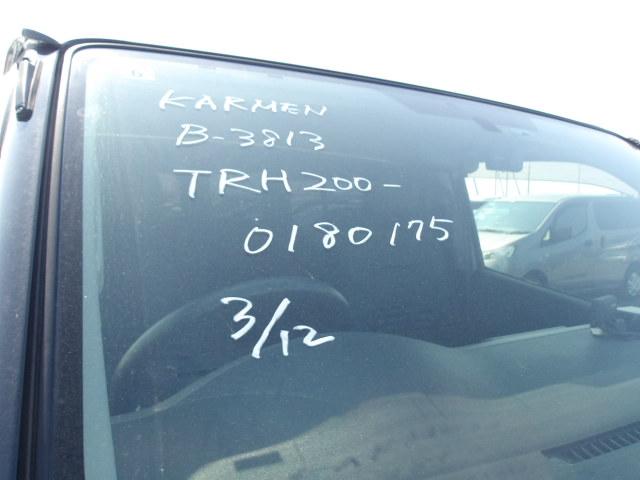 KARMEN
B-3813
TRH200-
0180175
3/12